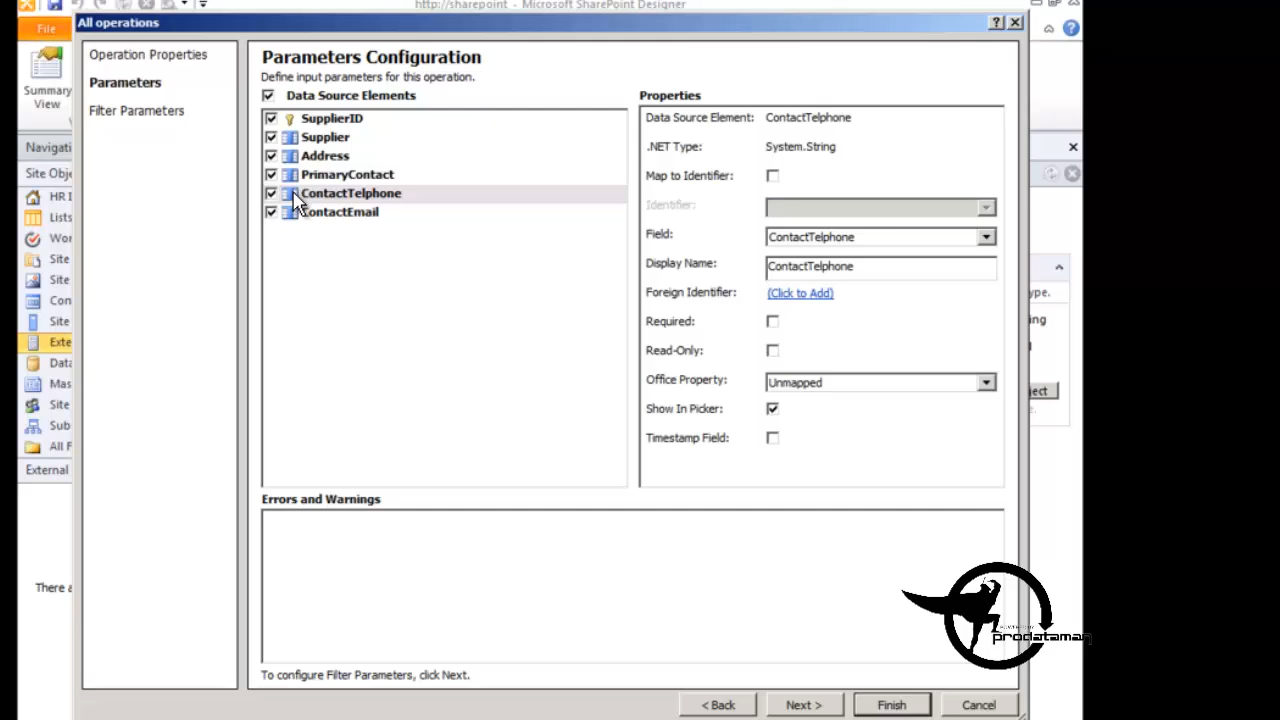 http://sharepoint - Microsoft SharePoint Designer
All operations
File
Summary
View
Navigati
Site Obj
HR I
Lists
Wor
Site
Site
Con
Site
Exte
Data
Mas
Site
Sub
All F
External
There a
Operation Properties
Parameters
Filter Parameters
Parameters Configuration
Define input parameters for this operation.
Data Source Elements
SupplierID
Supplier
Address
PrimaryContact
ContactTelphone
ContactEmail
Properties
Data Source Element: ContactTelphone
.NET Type: System.String
Map to Identifier:
Identifier:
Field: ContactTelphone
Display Name: ContactTelphone
Foreign Identifier: (Click to Add)
Required:
Read-Only:
Office Property: Unmapped
Show In Picker:
Timestamp Field:
ype.
ing
ject
Errors and Warnings
prodataman
To configure Filter Parameters, click Next.
< Back Next > Finish Cancel